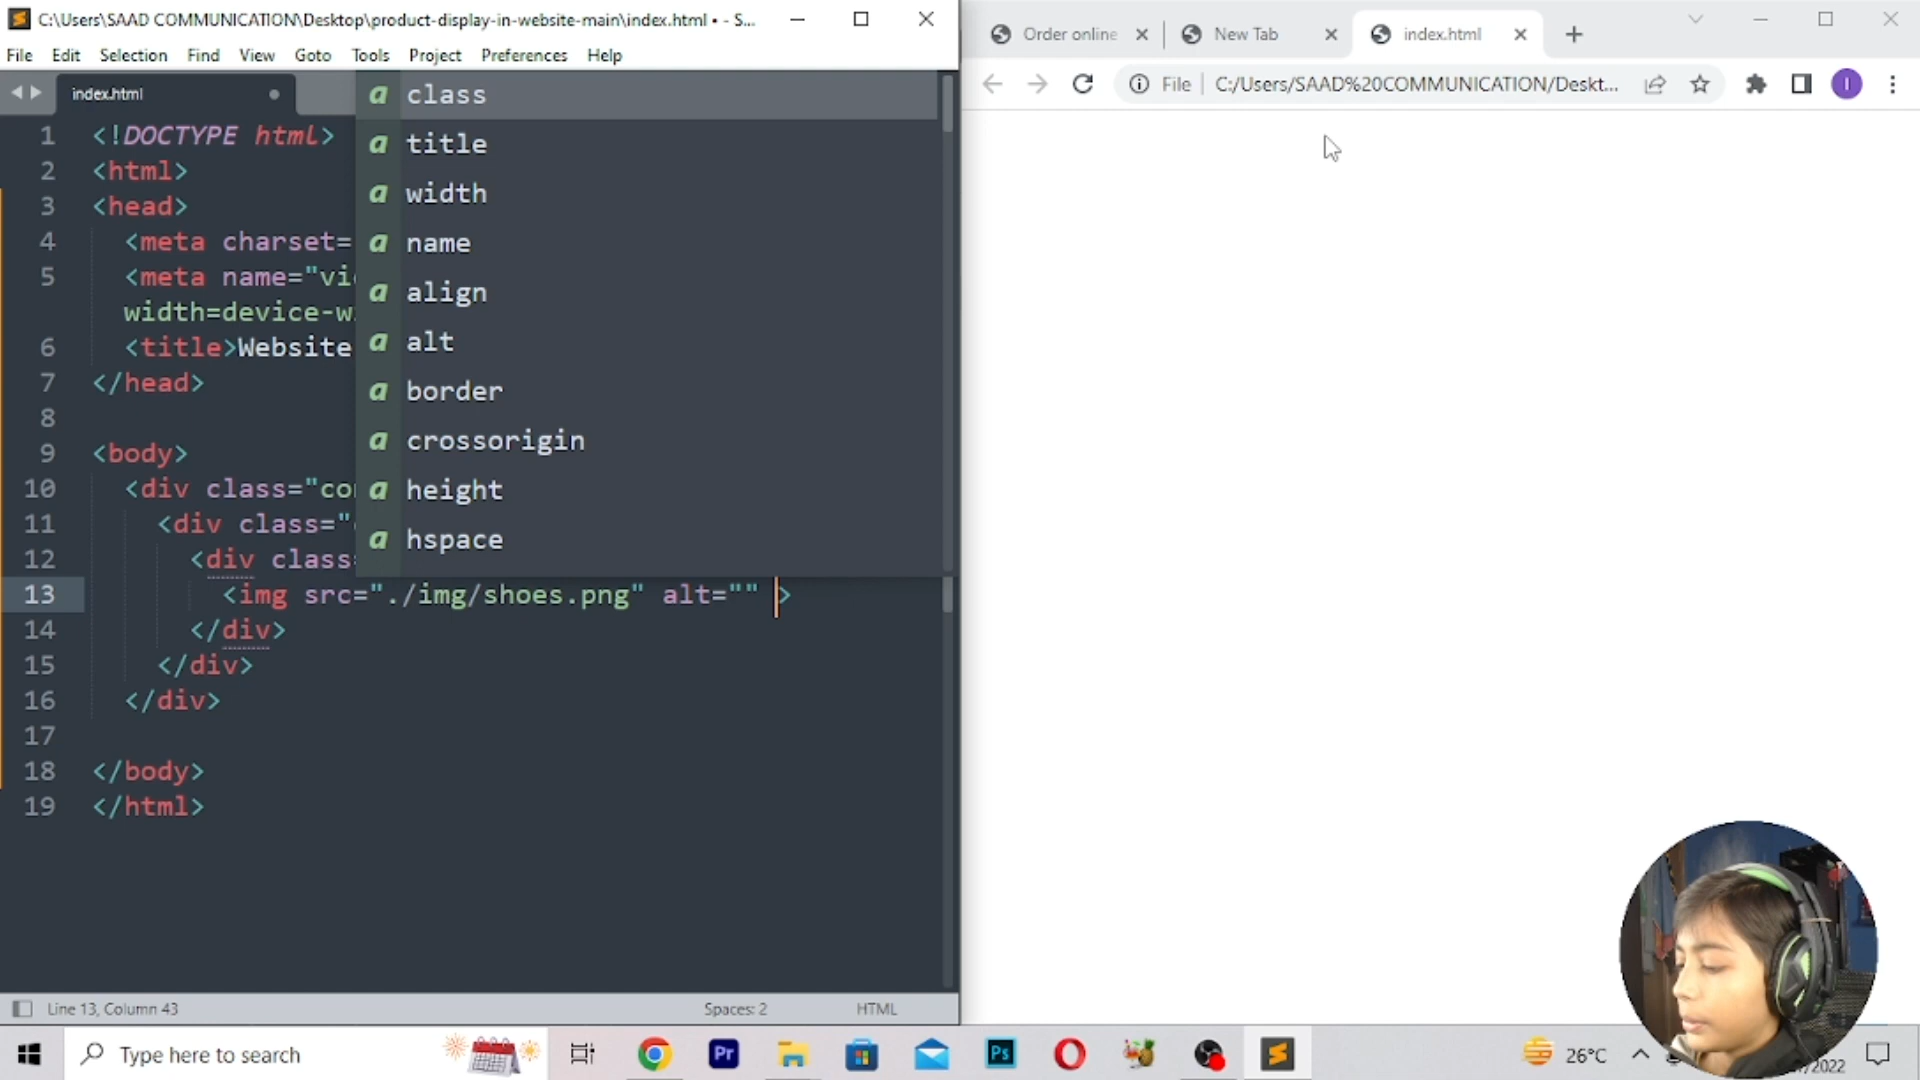 C:\Users\SAAD COMMUNICATION\Desktop\product-display-in-website-main\index.html • - S...
File Edit Selection Find View Goto Tools Project Preferences Help
index.html
1 <!DOCTYPE html>
2 <html>
3 <head>
4 <meta charset=
5 <meta name="vi
width=device-w
6 <title>Website
7 </head>
8
9 <body>
10 <div class="co
11 <div class="
12 <div class
13 <img src="./img/shoes.png" alt="" >
14 </div>
15 </div>
16 </div>
17
18 </body>
19 </html>
a class
a title
a width
a name
a align
a alt
a border
a crossorigin
a height
a hspace
Line 13, Column 43 Spaces: 2 HTML
Order online New Tab index.html
File C:/Users/SAAD%20COMMUNICATION/Deskt... I
Type here to search Pr Ps 26°C
/2022